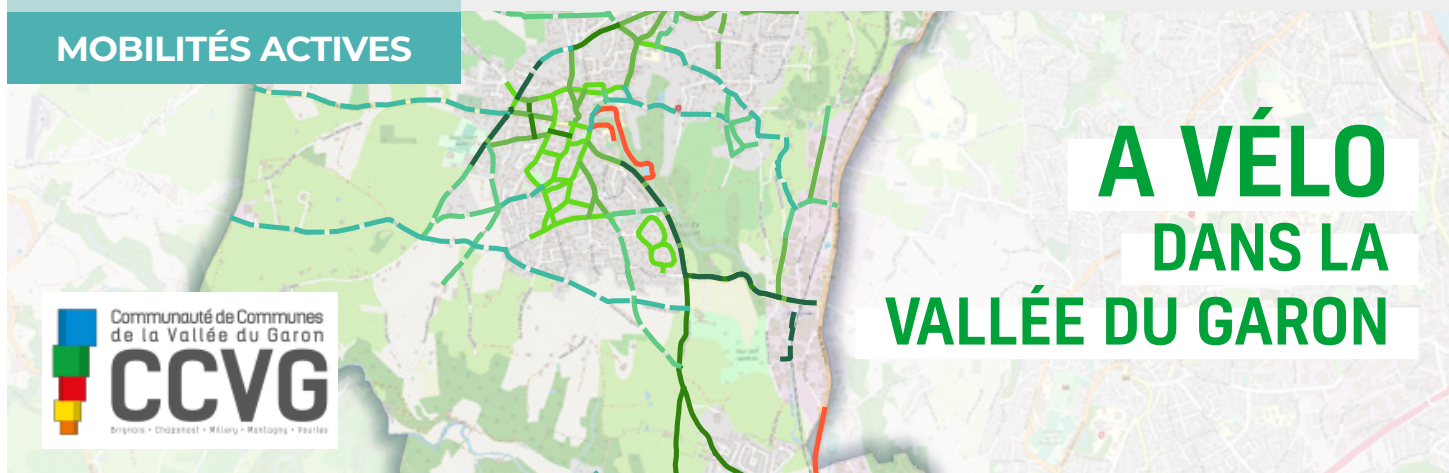 MOBILITÉS ACTIVES
A VÉLO
DANS LA
VALLÉE DU GARON
Communauté de Communes
de la Vallée du Garon
CCVG
Brignais • Chaponost • Millery • Montagny • Vourles